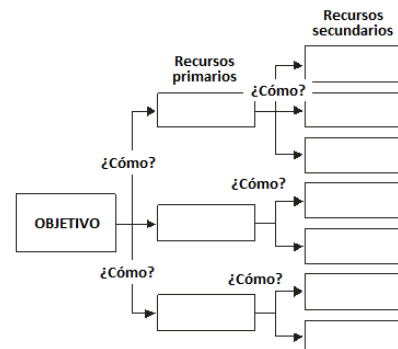 Recursos
secundarios
Recursos
primarios
¿Cómo?
¿Cómo?
¿Cómo?
OBJETIVO
¿Cómo?
¿Cómo?